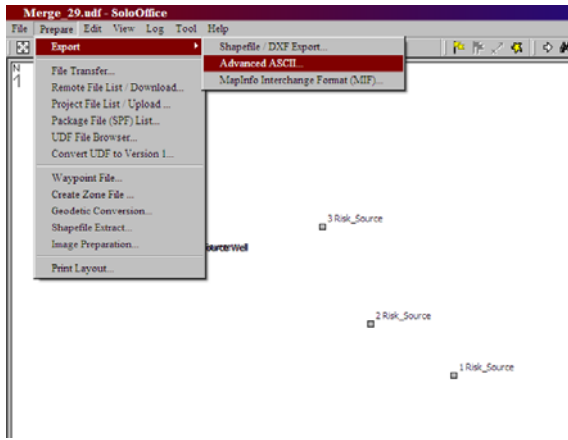 Merge_29.udf - SoloOffice
File Prepare Edit View Log Tool Help
Export
Shapefile / DXF Export...
Advanced ASCII...
MapInfo Interchange Format (MIF)...
N
File Transfer...
Remote File List / Download...
Project File List / Upload ...
Package File (SPF) List...
UDF File Browser...
Convert UDF to Version 1...
Waypoint File...
Create Zone File ...
Geodetic Conversion...
Shapefile Extract...
Image Preparation...
Print Layout...
3 Risk_Source
2 Risk_Source
1 Risk_Source